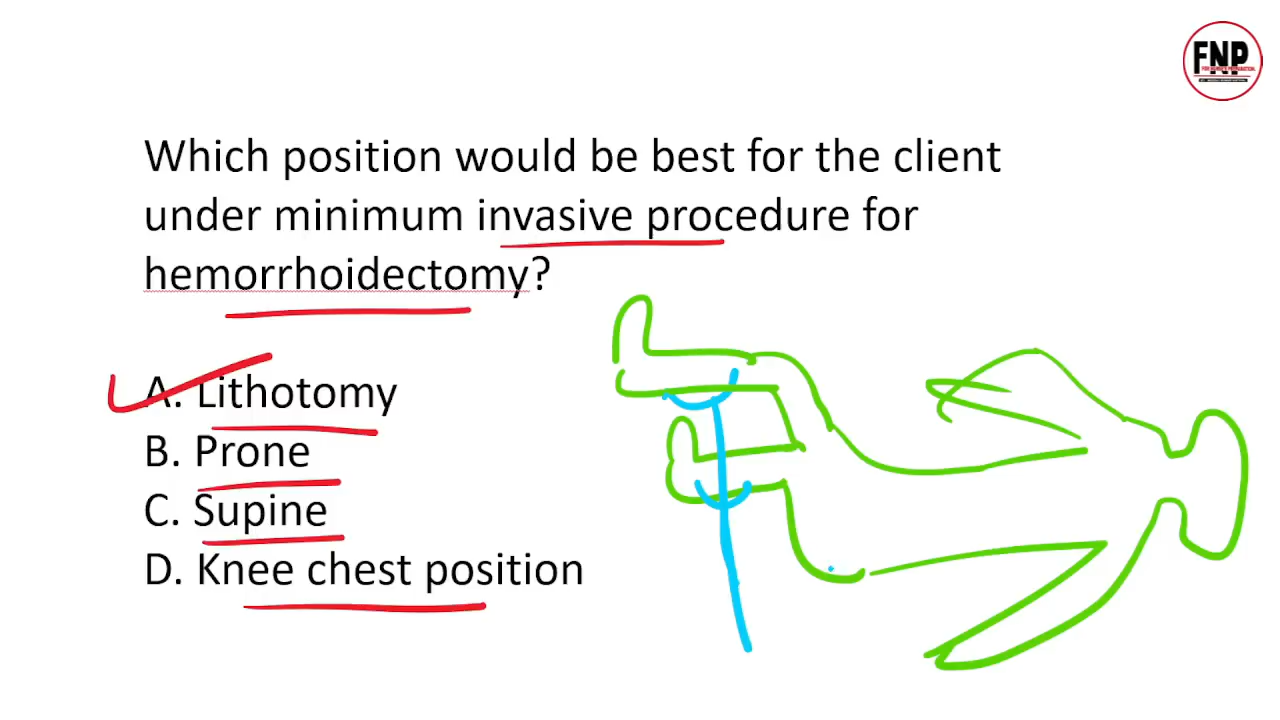 FNP
Which position would be best for the client
under minimum invasive procedure for
hemorrhoidectomy?
A. Lithotomy
B. Prone
C. Supine
D. Knee chest position